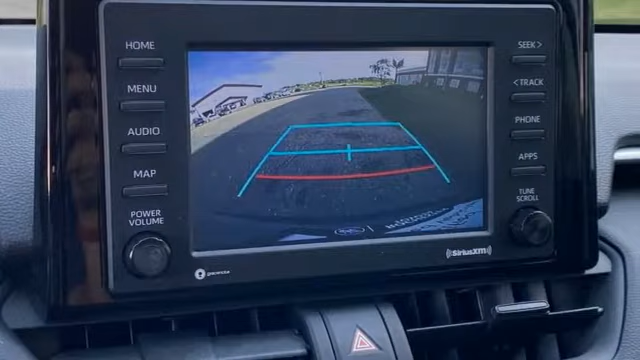 HOME
MENU
AUDIO
MAP
POWER
VOLUME
SEEK >
< TRACK
PHONE
APPS
TUNE
SCROLL
SiriusXM